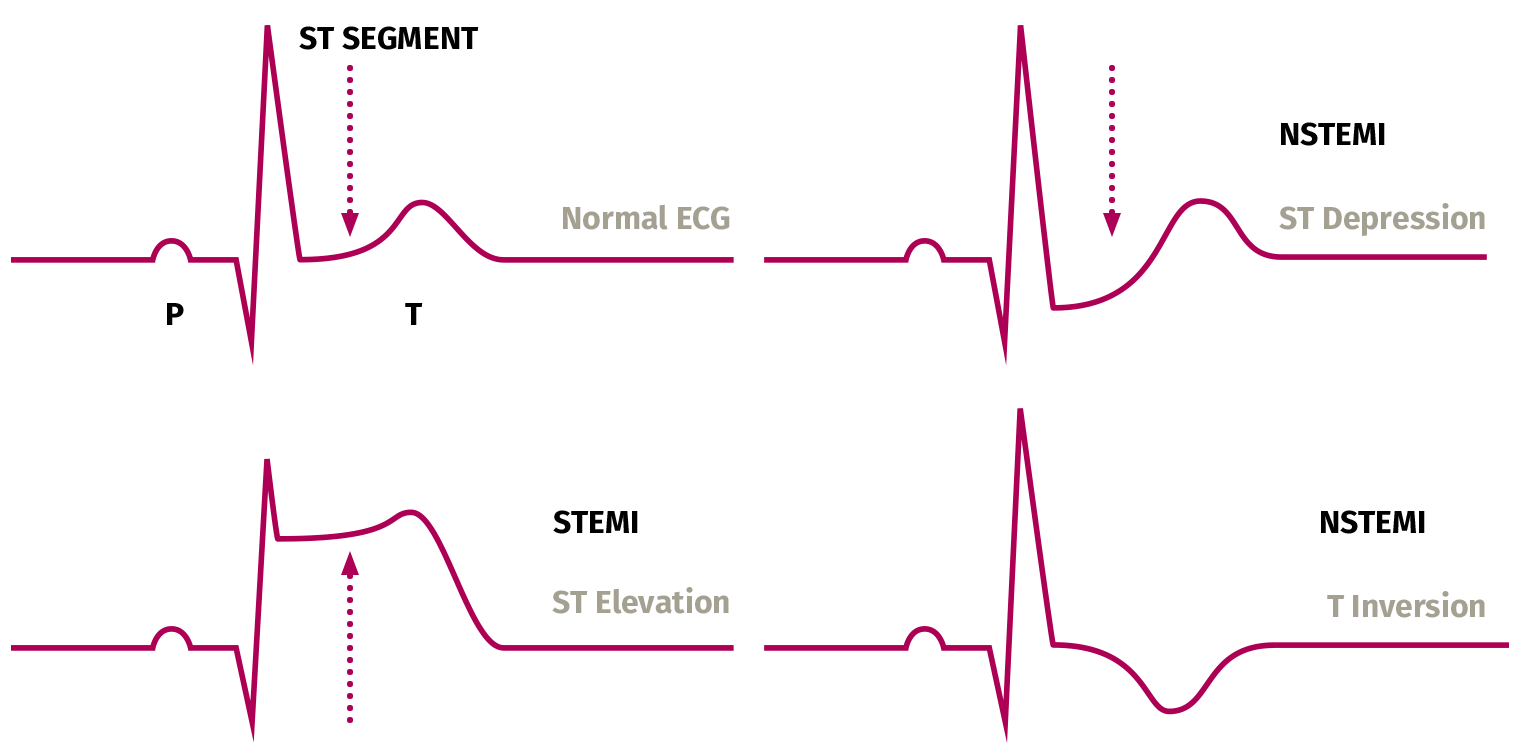 ST SEGMENT
Normal ECG
P
T
NSTEMI
ST Depression
STEMI
ST Elevation
NSTEMI
T Inversion